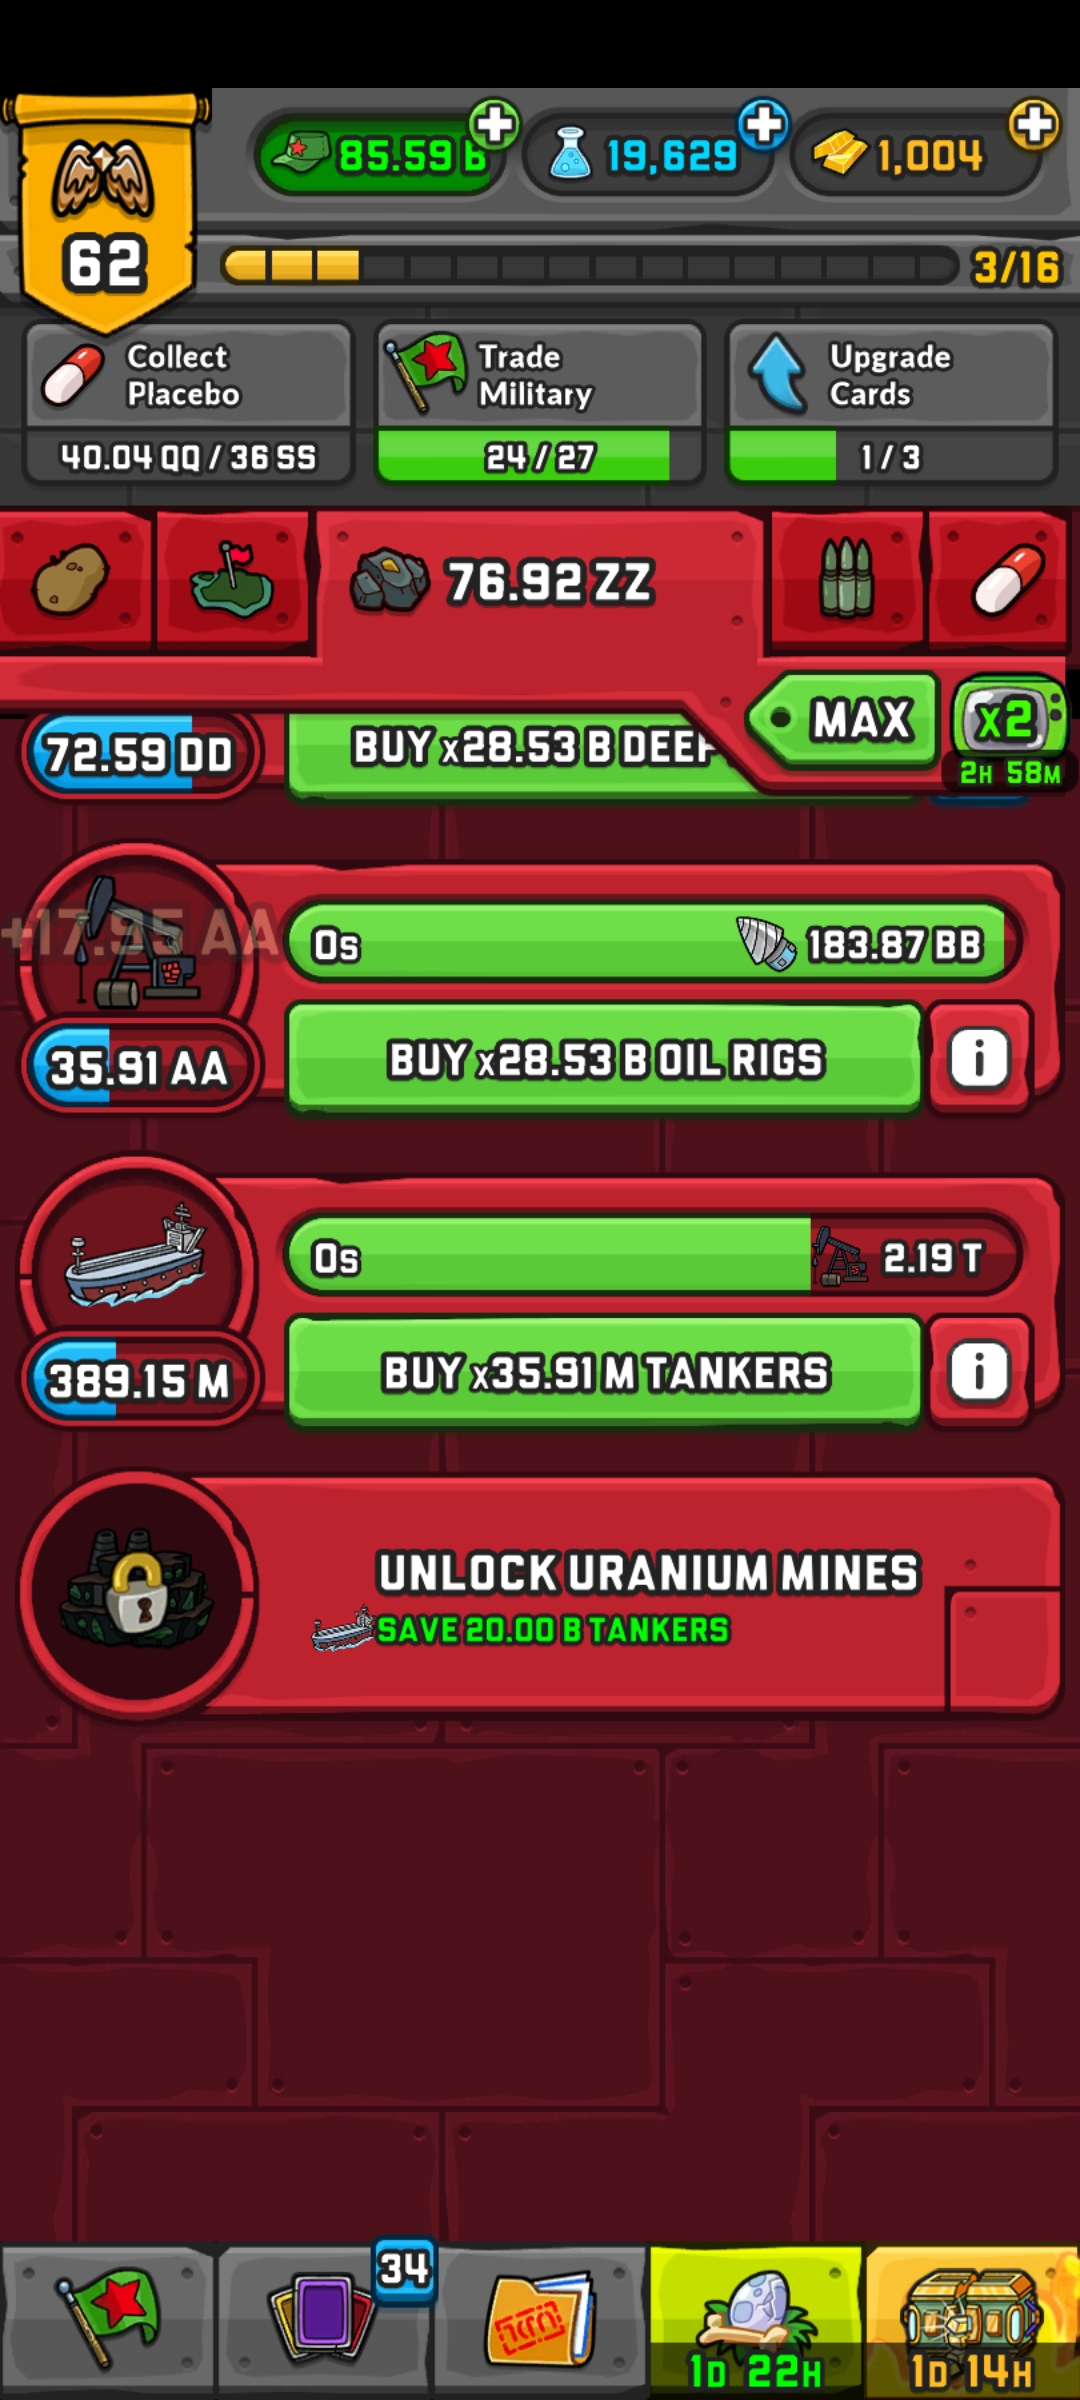 85.59 B
19,629
1,004
62
3/16
Collect
Placebo
40.04 QQ / 36 SS
Trade
Military
24 / 27
Upgrade
Cards
1 / 3
76.92 ZZ
MAX
x2
2H 58M
72.59 DD
BUY x28.53 B DEEP
+17.95 AA
0s
183.87 BB
35.91 AA
BUY x28.53 B OIL RIGS
i
0s
2.19 T
389.15 M
BUY x35.91 M TANKERS
i
UNLOCK URANIUM MINES
SAVE 20.00 B TANKERS
34
1D 22H
1D 14H